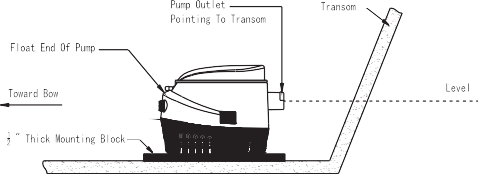 Pump Outlet
Pointing To Transom
Transom
Float End Of Pump
Toward Bow
Level
½ " Thick Mounting Block